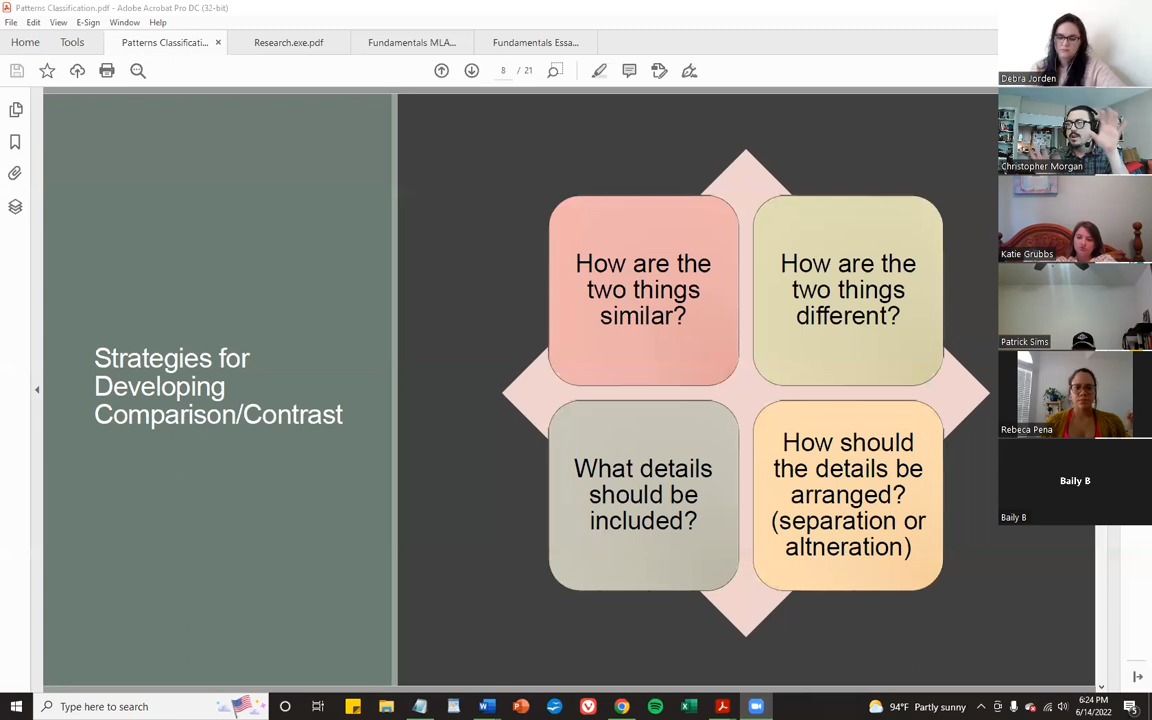 Patterns Classification.pdf - Adobe Acrobat Pro DC (32-bit)
File Edit View E-Sign Window Help
Home Tools Patterns Classificati... × Research.exe.pdf Fundamentals MLA... Fundamentals Essa...
8 / 21
Strategies for
Developing
Comparison/Contrast
How are the
two things
similar?
How are the
two things
different?
What details
should be
included?
How should
the details be
arranged?
(separation or
altneration)
Debra Jorden
Christopher Morgan
Katie Grubbs
Patrick Sims
Rebeca Pena
Baily B
Baily B
Type here to search
94°F Partly sunny
6:24 PM
6/14/2022
5